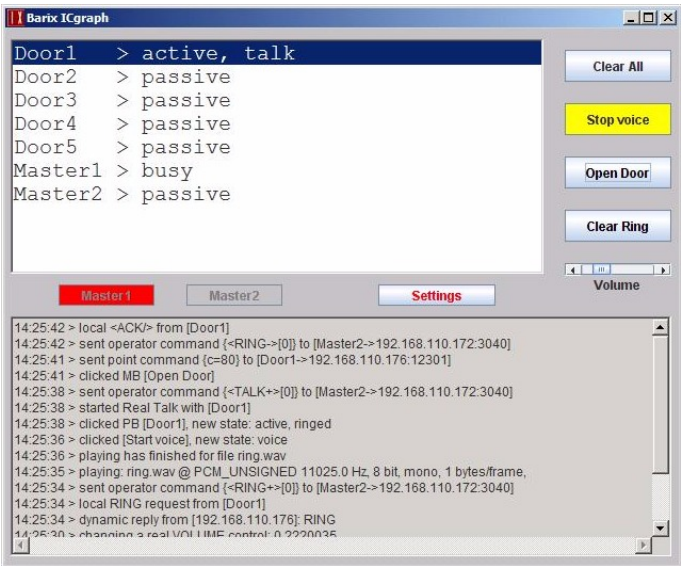 Barix ICgraph
Door1 > active, talk
Door2 > passive
Door3 > passive
Door4 > passive
Door5 > passive
Master1 > busy
Master2 > passive
Clear All
Stop voice
Open Door
Clear Ring
Volume
Master1
Master2
Settings
14:25:42 > local <ACK/> from [Door1]
14:25:42 > sent operator command {<RING->[0]} to [Master2->192.168.110.172:3040]
14:25:41 > sent point command {c=80} to [Door1->192.168.110.176:12301]
14:25:41 > clicked MB [Open Door]
14:25:38 > sent operator command {<TALK+>[0]} to [Master2->192.168.110.172:3040]
14:25:38 > started Real Talk with [Door1]
14:25:38 > clicked PB [Door1], new state: active, ringed
14:25:36 > clicked [Start voice], new state: voice
14:25:36 > playing has finished for file ring.wav
14:25:35 > playing: ring.wav @ PCM_UNSIGNED 11025.0 Hz, 8 bit, mono, 1 bytes/frame,
14:25:34 > sent operator command {<RING+>[0]} to [Master2->192.168.110.172:3040]
14:25:34 > local RING request from [Door1]
14:25:34 > dynamic reply from [192.168.110.176]: RING
14:25:30 > changing a real VOLUME control: 0.2220035